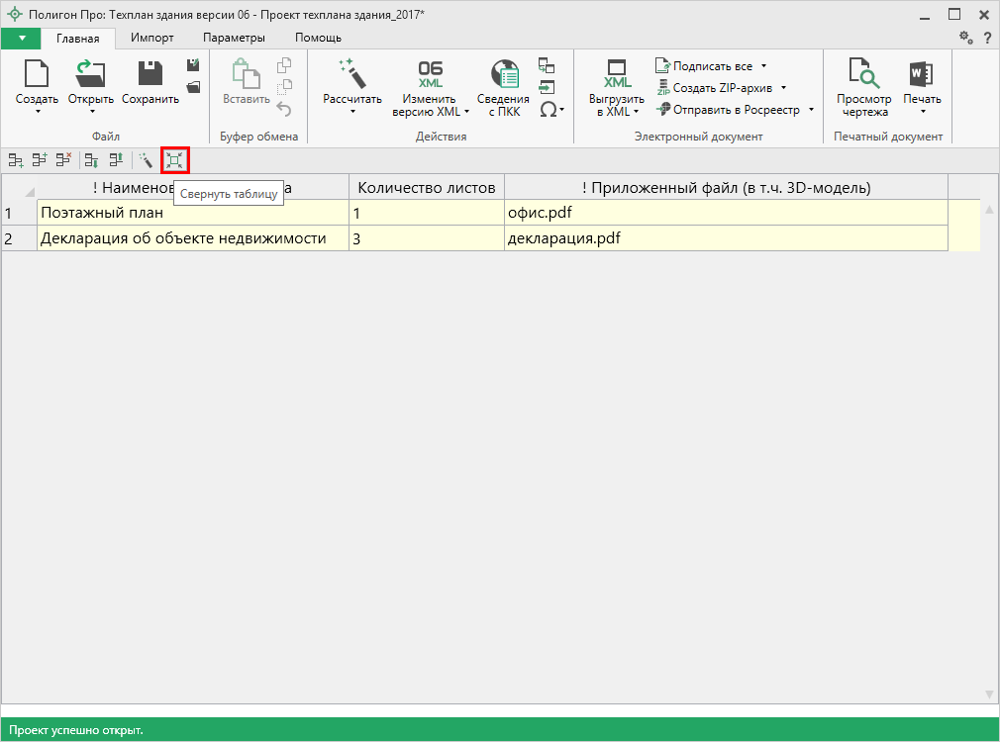 Полигон Про: Техплан здания версии 06 - Проект техплана здания_2017*
Главная Импорт Параметры Помощь
?
Создать Открыть Сохранить
Файл
Вставить
Буфер обмена
Рассчитать
06 XML
Изменить
версию XML
Сведения
с ПКК
Ω
Действия
XML
Выгрузить
в XML
Подписать все
ZIP
Создать ZIP-архив
Отправить в Росреестр
Электронный документ
Просмотр
чертежа
W
Печать
Печатный документ
! Наименов
а
Количество листов
! Приложенный файл (в т.ч. 3D-модель)
Свернуть таблицу
1 Поэтажный план 1 офис.pdf
2 Декларация об объекте недвижимости 3 декларация.pdf
Проект успешно открыт.